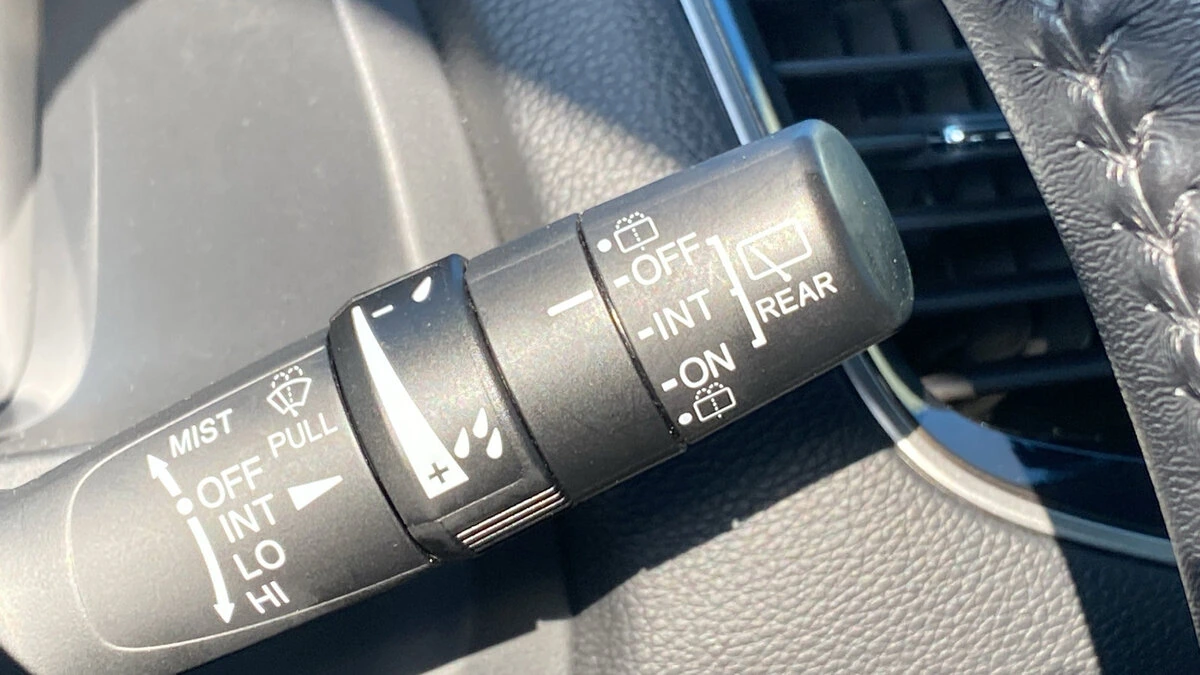 MIST
PULL
OFF
INT
LO
HI
-
+
-OFF
-INT
-ON
REAR